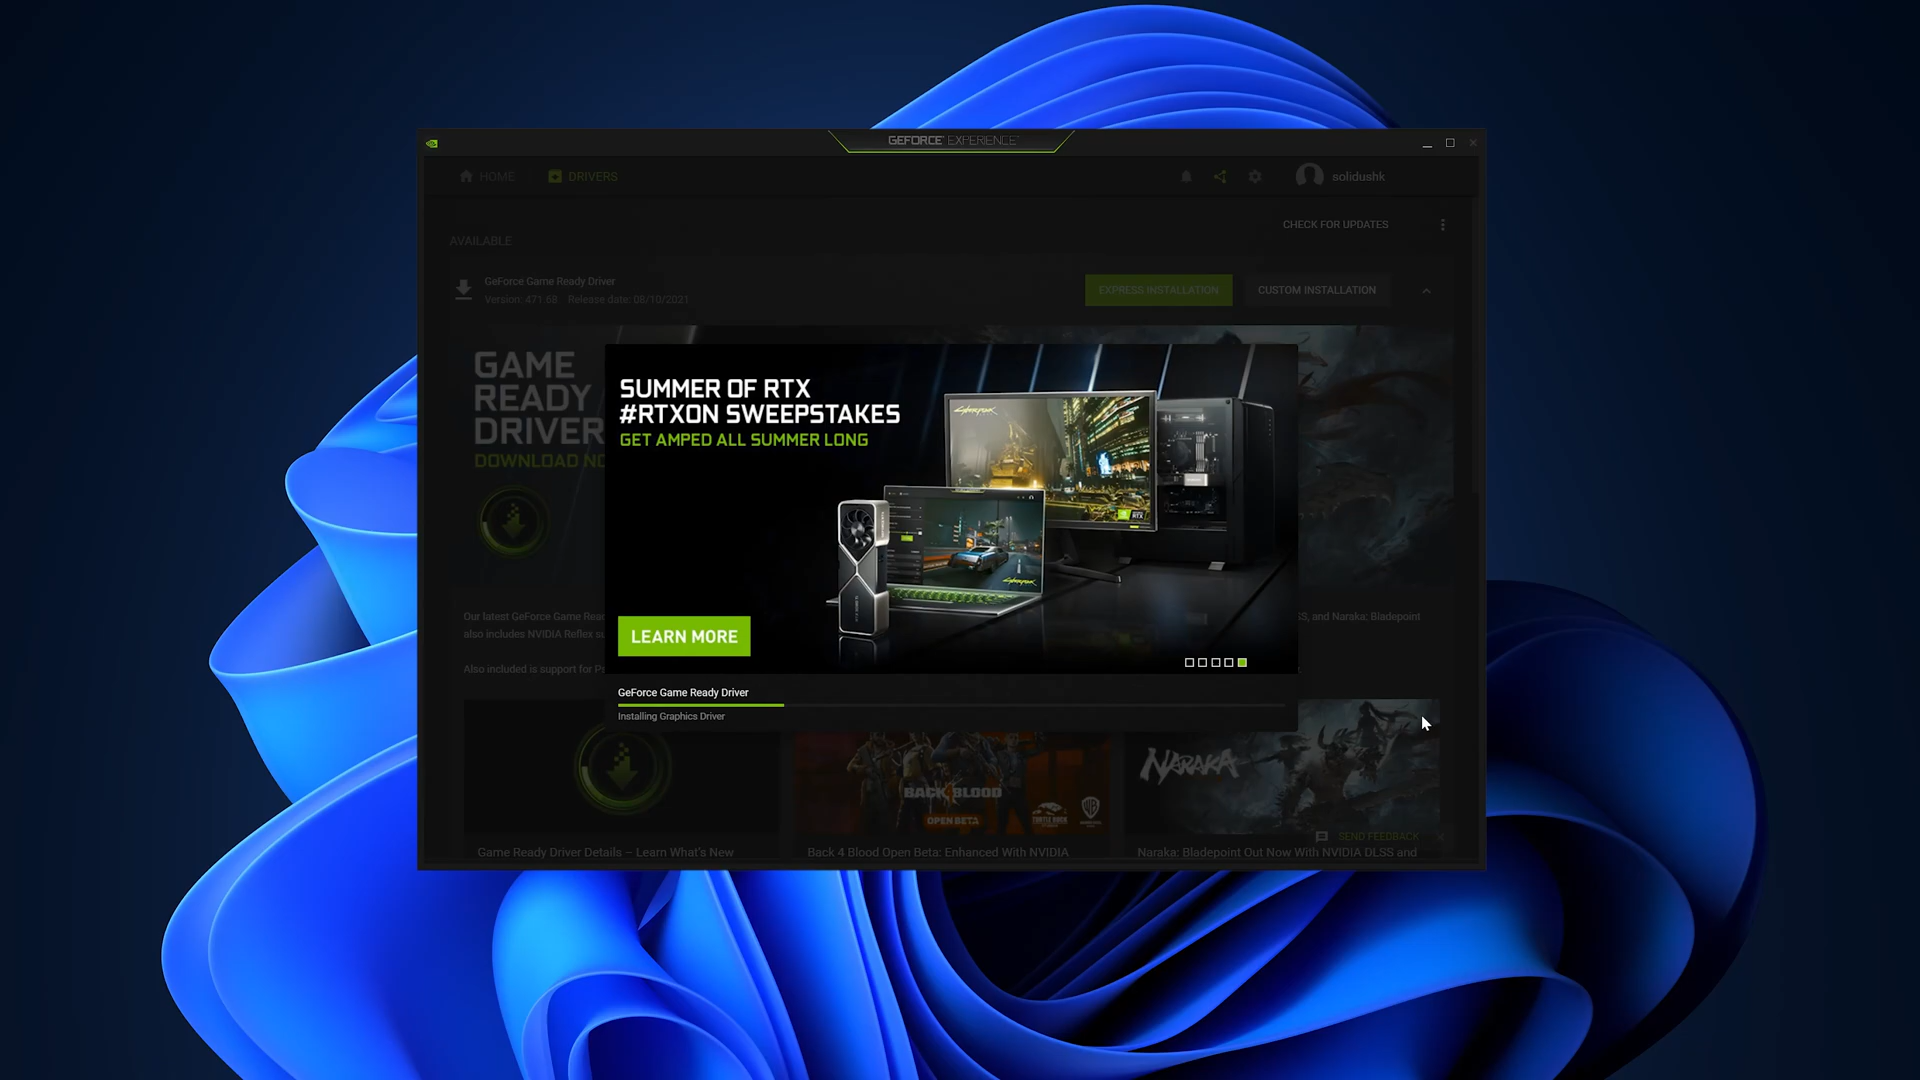 GEFORCE EXPERIENCE
HOME
DRIVERS
solidushk
CHECK FOR UPDATES
AVAILABLE
GeForce Game Ready Driver
Version: 471.68 Release date: 08/10/2021
EXPRESS INSTALLATION
CUSTOM INSTALLATION
GAME
READY
DRIVER
DOWNLOAD
SUMMER OF RTX
#RTXON SWEEPSTAKES
GET AMPED ALL SUMMER LONG
LEARN MORE
Our latest GeForce Game
and Naraka: Bladepoint
also includes NVIDIA Reflex
Also included is support for
GeForce Game Ready Driver
Installing Graphics Driver
BACK 4 BLOOD
OPEN BETA
TURTLE ROCK
NARAKA
SEND FEEDBACK
Game Ready Driver Details – Learn What's New
Back 4 Blood Open Beta: Enhanced With NVIDIA
Naraka: Bladepoint Out Now With NVIDIA DLSS and